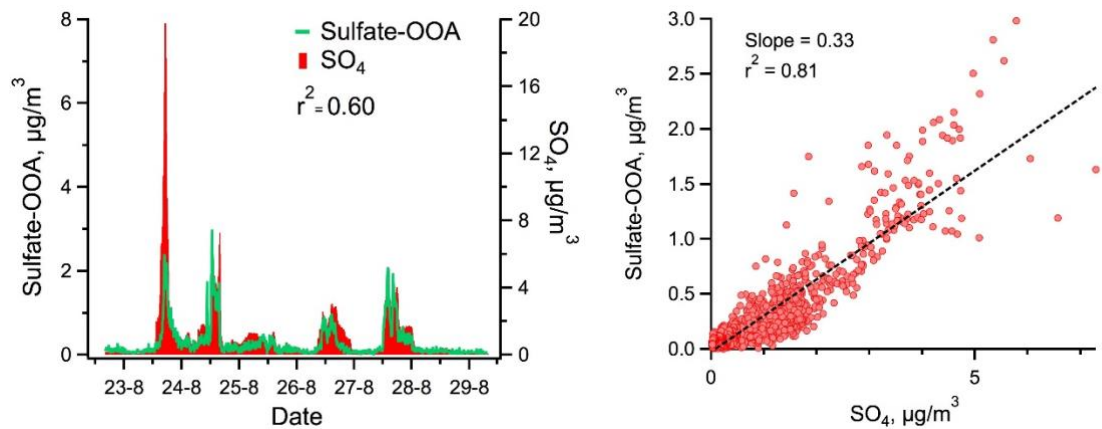 Sulfate-OOA
SO₄
r² = 0.60
8
6
4
2
0
Sulfate-OOA, µg/m³
20
16
12
8
4
0
SO₄, µg/m³
23-8 24-8 25-8 26-8 27-8 28-8 29-8
Date
Slope = 0.33
r² = 0.81
3.0
2.5
2.0
1.5
1.0
0.5
0.0
Sulfate-OOA, µg/m³
0 5
SO₄, µg/m³